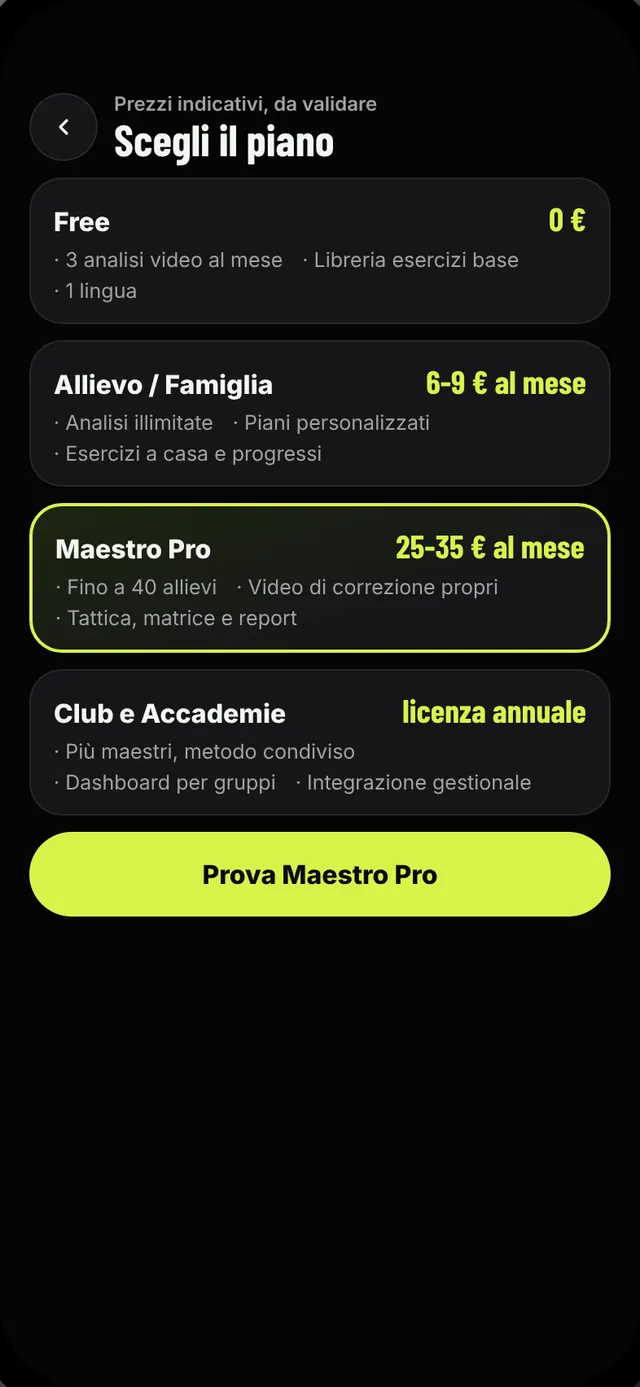 Prezzi indicativi, da validare
Scegli il piano
Free 0 €
· 3 analisi video al mese · Libreria esercizi base
· 1 lingua
Allievo / Famiglia 6-9 € al mese
· Analisi illimitate · Piani personalizzati
· Esercizi a casa e progressi
Maestro Pro 25-35 € al mese
· Fino a 40 allievi · Video di correzione propri
· Tattica, matrice e report
Club e Accademie licenza annuale
· Più maestri, metodo condiviso
· Dashboard per gruppi · Integrazione gestionale
Prova Maestro Pro